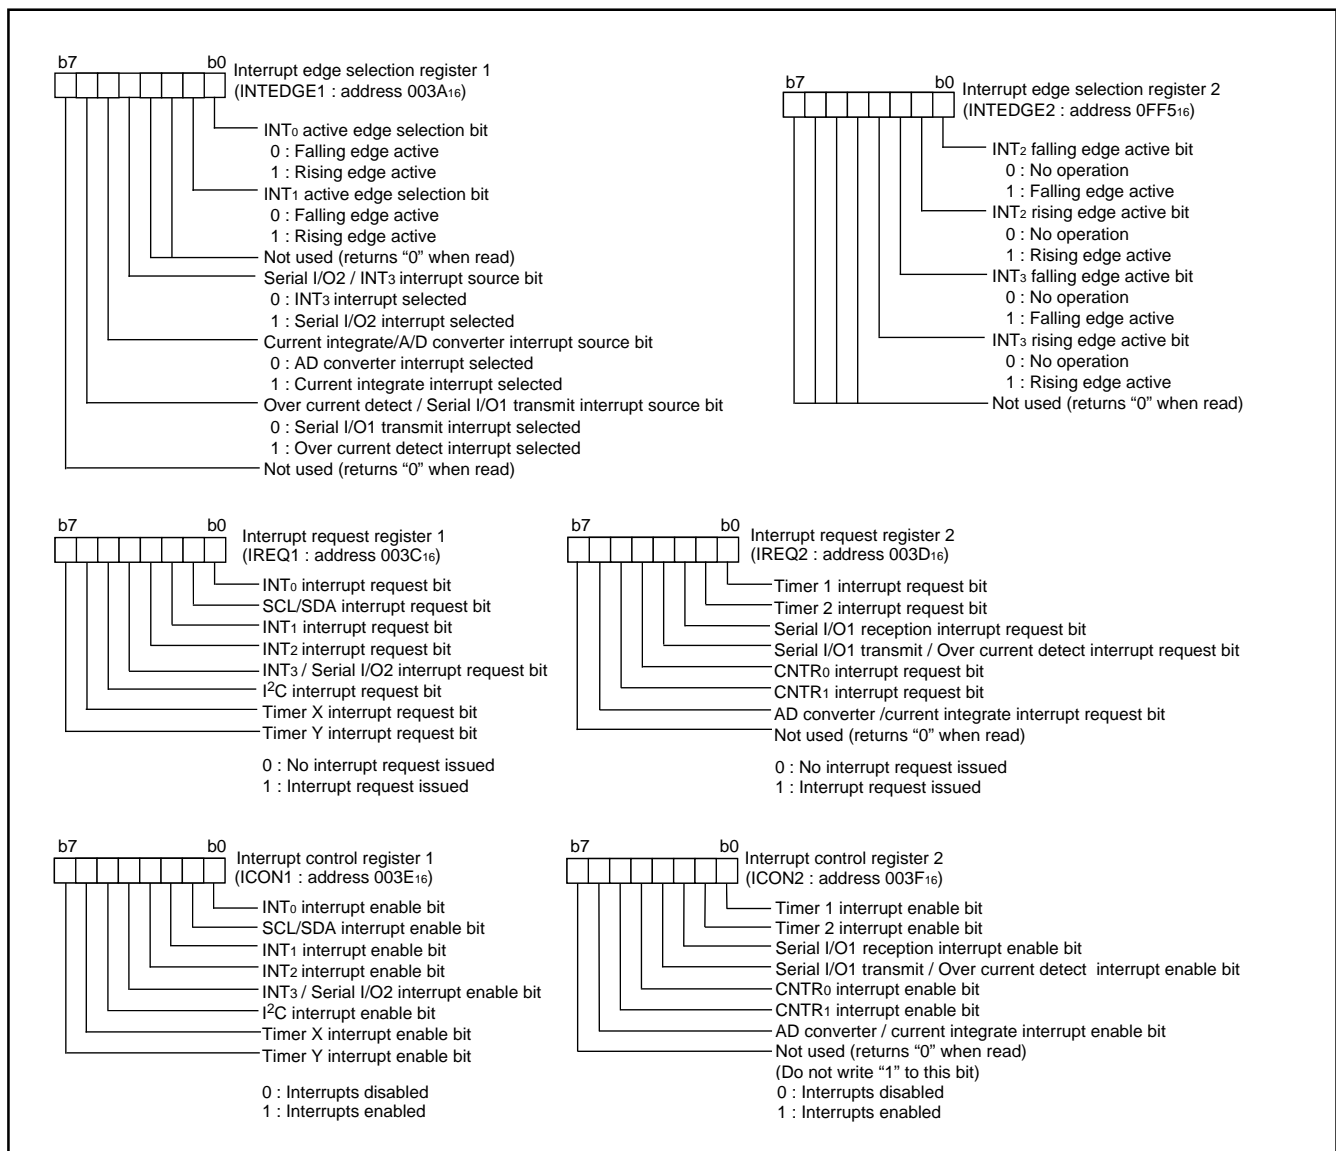 b7 b0
Interrupt edge selection register 1
(INTEDGE1 : address 003A16)
INT0 active edge selection bit
0 : Falling edge active
1 : Rising edge active
INT1 active edge selection bit
0 : Falling edge active
1 : Rising edge active
Not used (returns “0” when read)
Serial I/O2 / INT3 interrupt source bit
0 : INT3 interrupt selected
1 : Serial I/O2 interrupt selected
Current integrate/A/D converter interrupt source bit
0 : AD converter interrupt selected
1 : Current integrate interrupt selected
Over current detect / Serial I/O1 transmit interrupt source bit
0 : Serial I/O1 transmit interrupt selected
1 : Over current detect interrupt selected
Not used (returns “0” when read)
b7 b0
Interrupt edge selection register 2
(INTEDGE2 : address 0FF516)
INT2 falling edge active bit
0 : No operation
1 : Falling edge active
INT2 rising edge active bit
0 : No operation
1 : Rising edge active
INT3 falling edge active bit
0 : No operation
1 : Falling edge active
INT3 rising edge active bit
0 : No operation
1 : Rising edge active
Not used (returns “0” when read)
b7 b0
Interrupt request register 1
(IREQ1 : address 003C16)
INT0 interrupt request bit
SCL/SDA interrupt request bit
INT1 interrupt request bit
INT2 interrupt request bit
INT3 / Serial I/O2 interrupt request bit
I2C interrupt request bit
Timer X interrupt request bit
Timer Y interrupt request bit
0 : No interrupt request issued
1 : Interrupt request issued
b7 b0
Interrupt request register 2
(IREQ2 : address 003D16)
Timer 1 interrupt request bit
Timer 2 interrupt request bit
Serial I/O1 reception interrupt request bit
Serial I/O1 transmit / Over current detect interrupt request bit
CNTR0 interrupt request bit
CNTR1 interrupt request bit
AD converter /current integrate interrupt request bit
Not used (returns “0” when read)
0 : No interrupt request issued
1 : Interrupt request issued
b7 b0
Interrupt control register 1
(ICON1 : address 003E16)
INT0 interrupt enable bit
SCL/SDA interrupt enable bit
INT1 interrupt enable bit
INT2 interrupt enable bit
INT3 / Serial I/O2 interrupt enable bit
I2C interrupt enable bit
Timer X interrupt enable bit
Timer Y interrupt enable bit
0 : Interrupts disabled
1 : Interrupts enabled
b7 b0
Interrupt control register 2
(ICON2 : address 003F16)
Timer 1 interrupt enable bit
Timer 2 interrupt enable bit
Serial I/O1 reception interrupt enable bit
Serial I/O1 transmit / Over current detect interrupt enable bit
CNTR0 interrupt enable bit
CNTR1 interrupt enable bit
AD converter / current integrate interrupt enable bit
Not used (returns “0” when read)
(Do not write “1” to this bit)
0 : Interrupts disabled
1 : Interrupts enabled